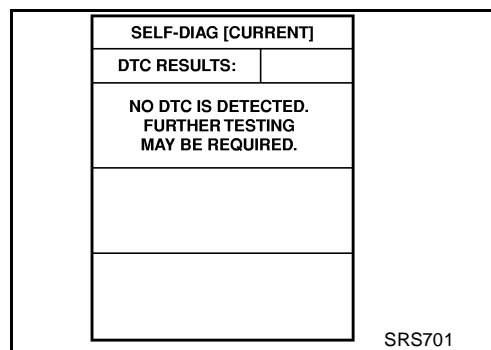 SELF-DIAG [CURRENT]
DTC RESULTS:
NO DTC IS DETECTED.
FURTHER TESTING
MAY BE REQUIRED.
SRS701